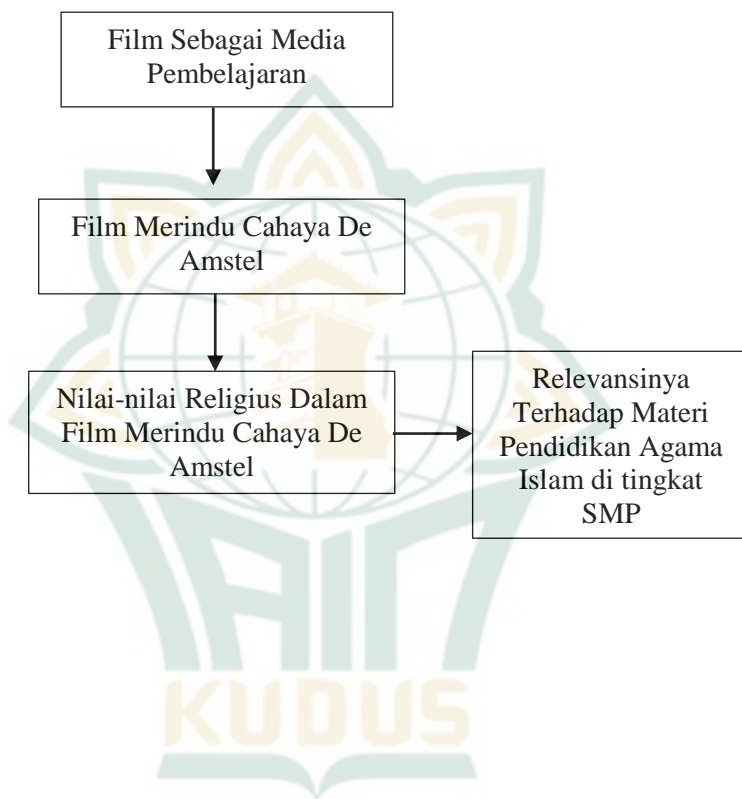 Film Sebagai Media
Pembelajaran
Film Merindu Cahaya De
Amstel
Nilai-nilai Religius Dalam
Film Merindu Cahaya De
Amstel
Relevansinya
Terhadap Materi
Pendidikan Agama
Islam di tingkat
SMP
IAIN
KUDUS